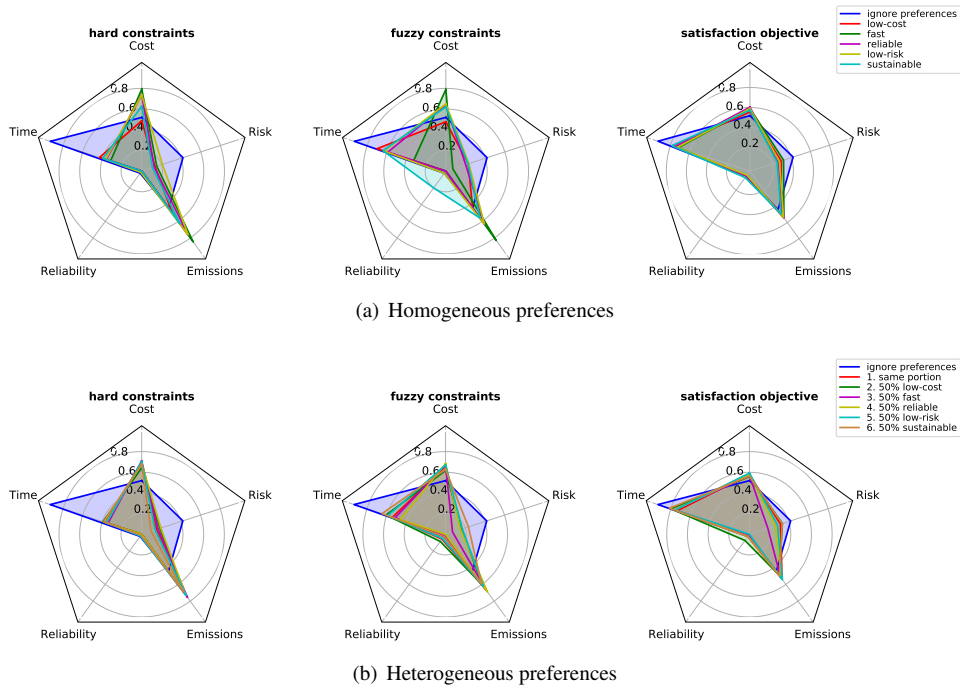 ignore preferences
low-cost
fast
reliable
low-risk
sustainable
hard constraints
Cost
0.8
0.6
0.4
0.2
Time
Risk
Reliability
Emissions
fuzzy constraints
Cost
0.8
0.6
0.4
0.2
Time
Risk
Reliability
Emissions
satisfaction objective
Cost
0.8
0.6
0.4
0.2
Time
Risk
Reliability
Emissions
(a) Homogeneous preferences
ignore preferences
1. same portion
2. 50% low-cost
3. 50% fast
4. 50% reliable
5. 50% low-risk
6. 50% sustainable
hard constraints
Cost
0.8
0.6
0.4
0.2
Time
Risk
Reliability
Emissions
fuzzy constraints
Cost
0.8
0.6
0.4
0.2
Time
Risk
Reliability
Emissions
satisfaction objective
Cost
0.8
0.6
0.4
0.2
Time
Risk
Reliability
Emissions
(b) Heterogeneous preferences